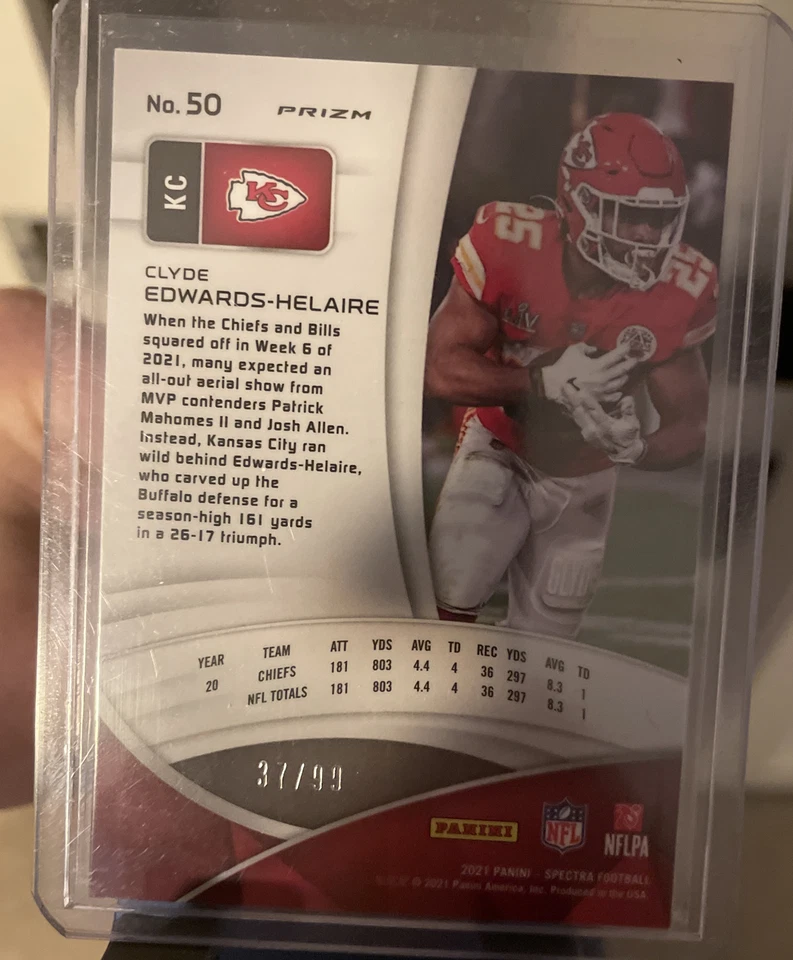 No. 50 PRIZM
KC
KC
CLYDE
EDWARDS-HELAIRE
When the Chiefs and Bills
squared off in Week 6 of
2021, many expected an
all-out aerial show from
MVP contenders Patrick
Mahomes II and Josh Allen.
Instead, Kansas City ran
wild behind Edwards-Helaire,
who carved up the
Buffalo defense for a
season-high 161 yards
in a 26-17 triumph.
25
25
LV
YEAR TEAM ATT YDS AVG TD REC YDS AVG TD
20 CHIEFS 181 803 4.4 4 36 297 8.3 1
NFL TOTALS 181 803 4.4 4 36 297 8.3 1
37/99
PANINI
NFL
NFLPA
2021 PANINI - SPECTRA FOOTBALL
© 2021 Panini America, Inc. Produced in the USA.